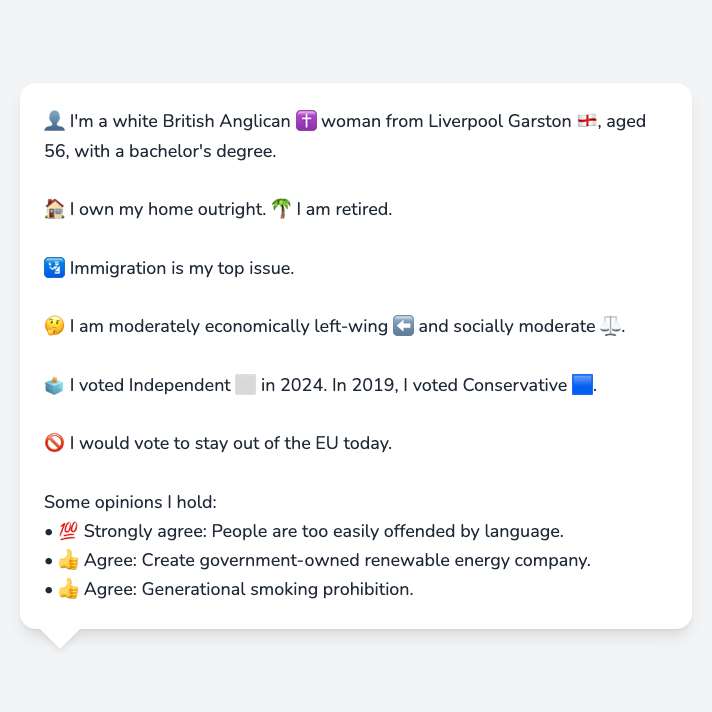 👤 I'm a white British Anglican ✝️ woman from Liverpool Garston 🏴󠁧󠁢󠁥󠁮󠁧󠁿, aged
56, with a bachelor's degree.
🏠 I own my home outright. 🌴 I am retired.
🛂 Immigration is my top issue.
🤔 I am moderately economically left-wing ⬅️ and socially moderate ⚖️.
🗳️ I voted Independent ⬜ in 2024. In 2019, I voted Conservative 🟦.
🚫 I would vote to stay out of the EU today.
Some opinions I hold:
• 💯 Strongly agree: People are too easily offended by language.
• 👍 Agree: Create government-owned renewable energy company.
• 👍 Agree: Generational smoking prohibition.